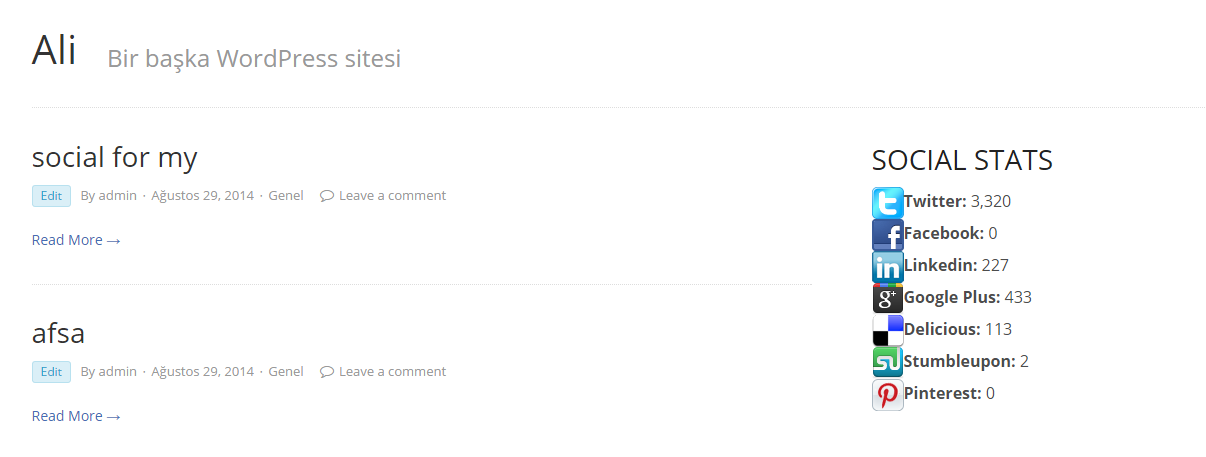 Ali Bir başka WordPress sitesi
social for my
Edit By admin · Ağustos 29, 2014 · Genel Leave a comment
Read More →
afsa
Edit By admin · Ağustos 29, 2014 · Genel Leave a comment
Read More →
SOCIAL STATS
Twitter: 3,320
Facebook: 0
Linkedin: 227
Google Plus: 433
Delicious: 113
Stumbleupon: 2
Pinterest: 0